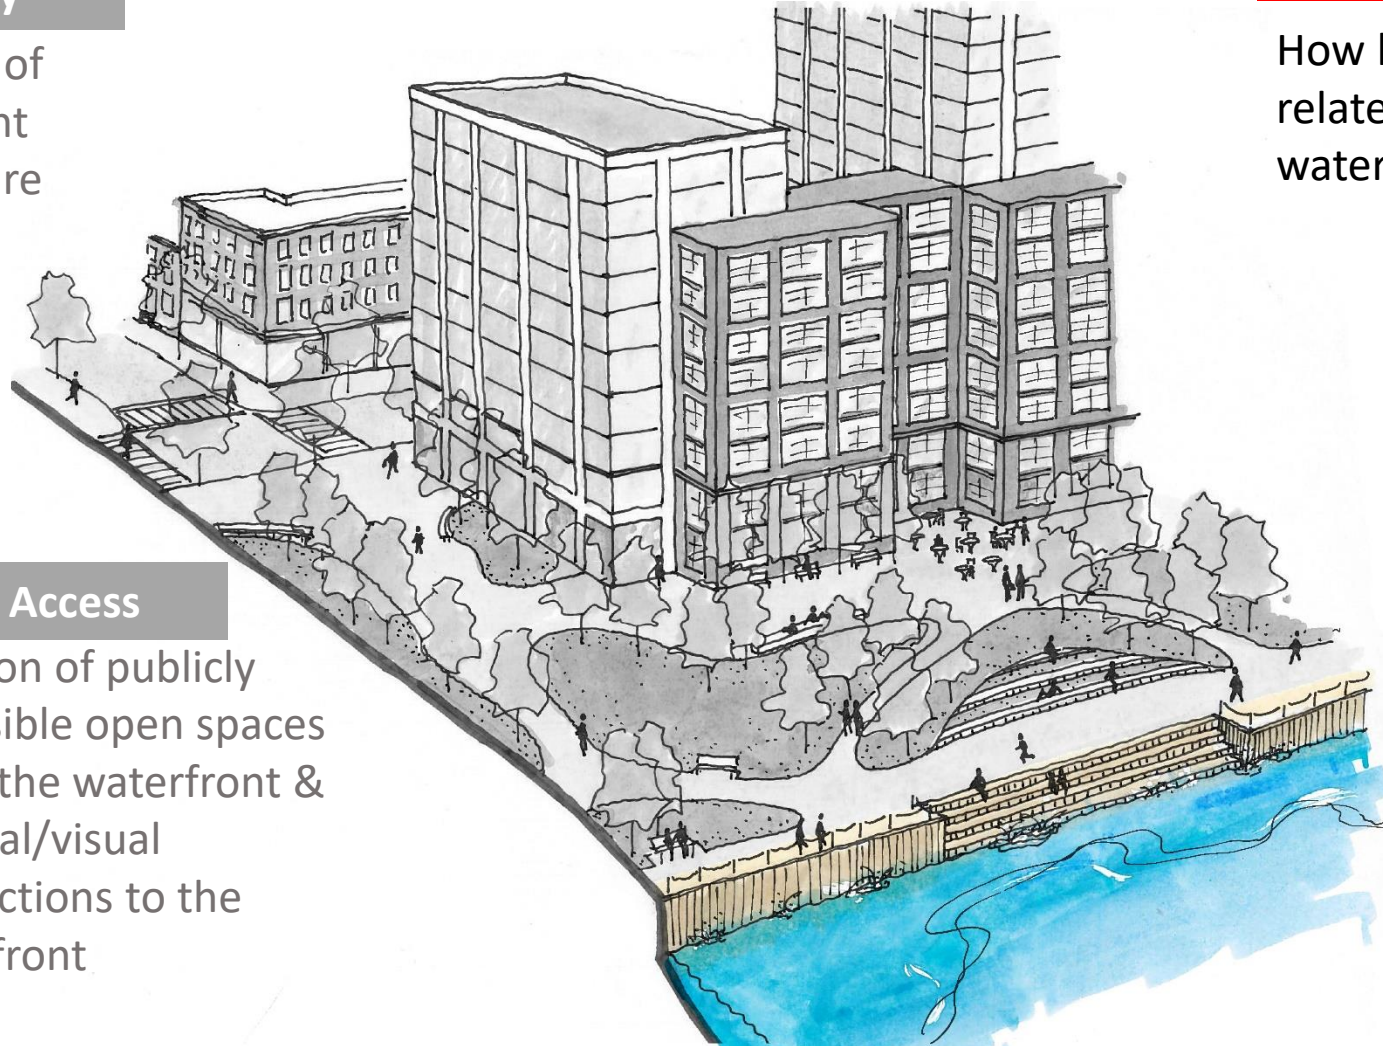 y
of
nt
re
Access
on of publicly
sible open spaces
the waterfront &
al/visual
ctions to the
front
How
relate
water